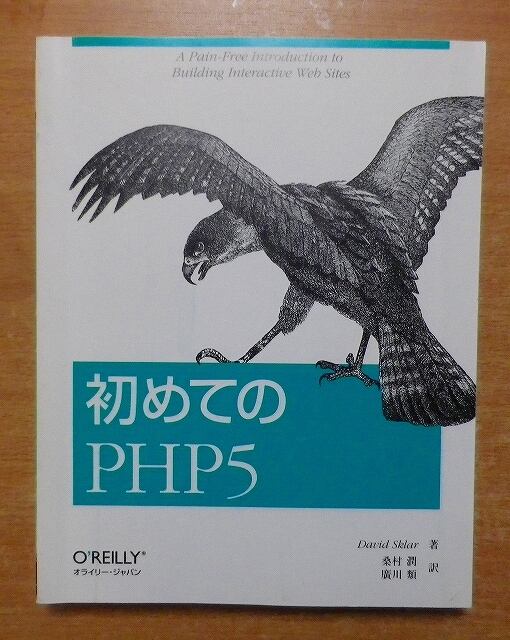 A Pain-Free Introduction to
Building Interactive Web Sites
初めての
PHP5
O'REILLY®
オライリー・ジャパン
David Sklar 著
桑村 潤
廣川 類 訳